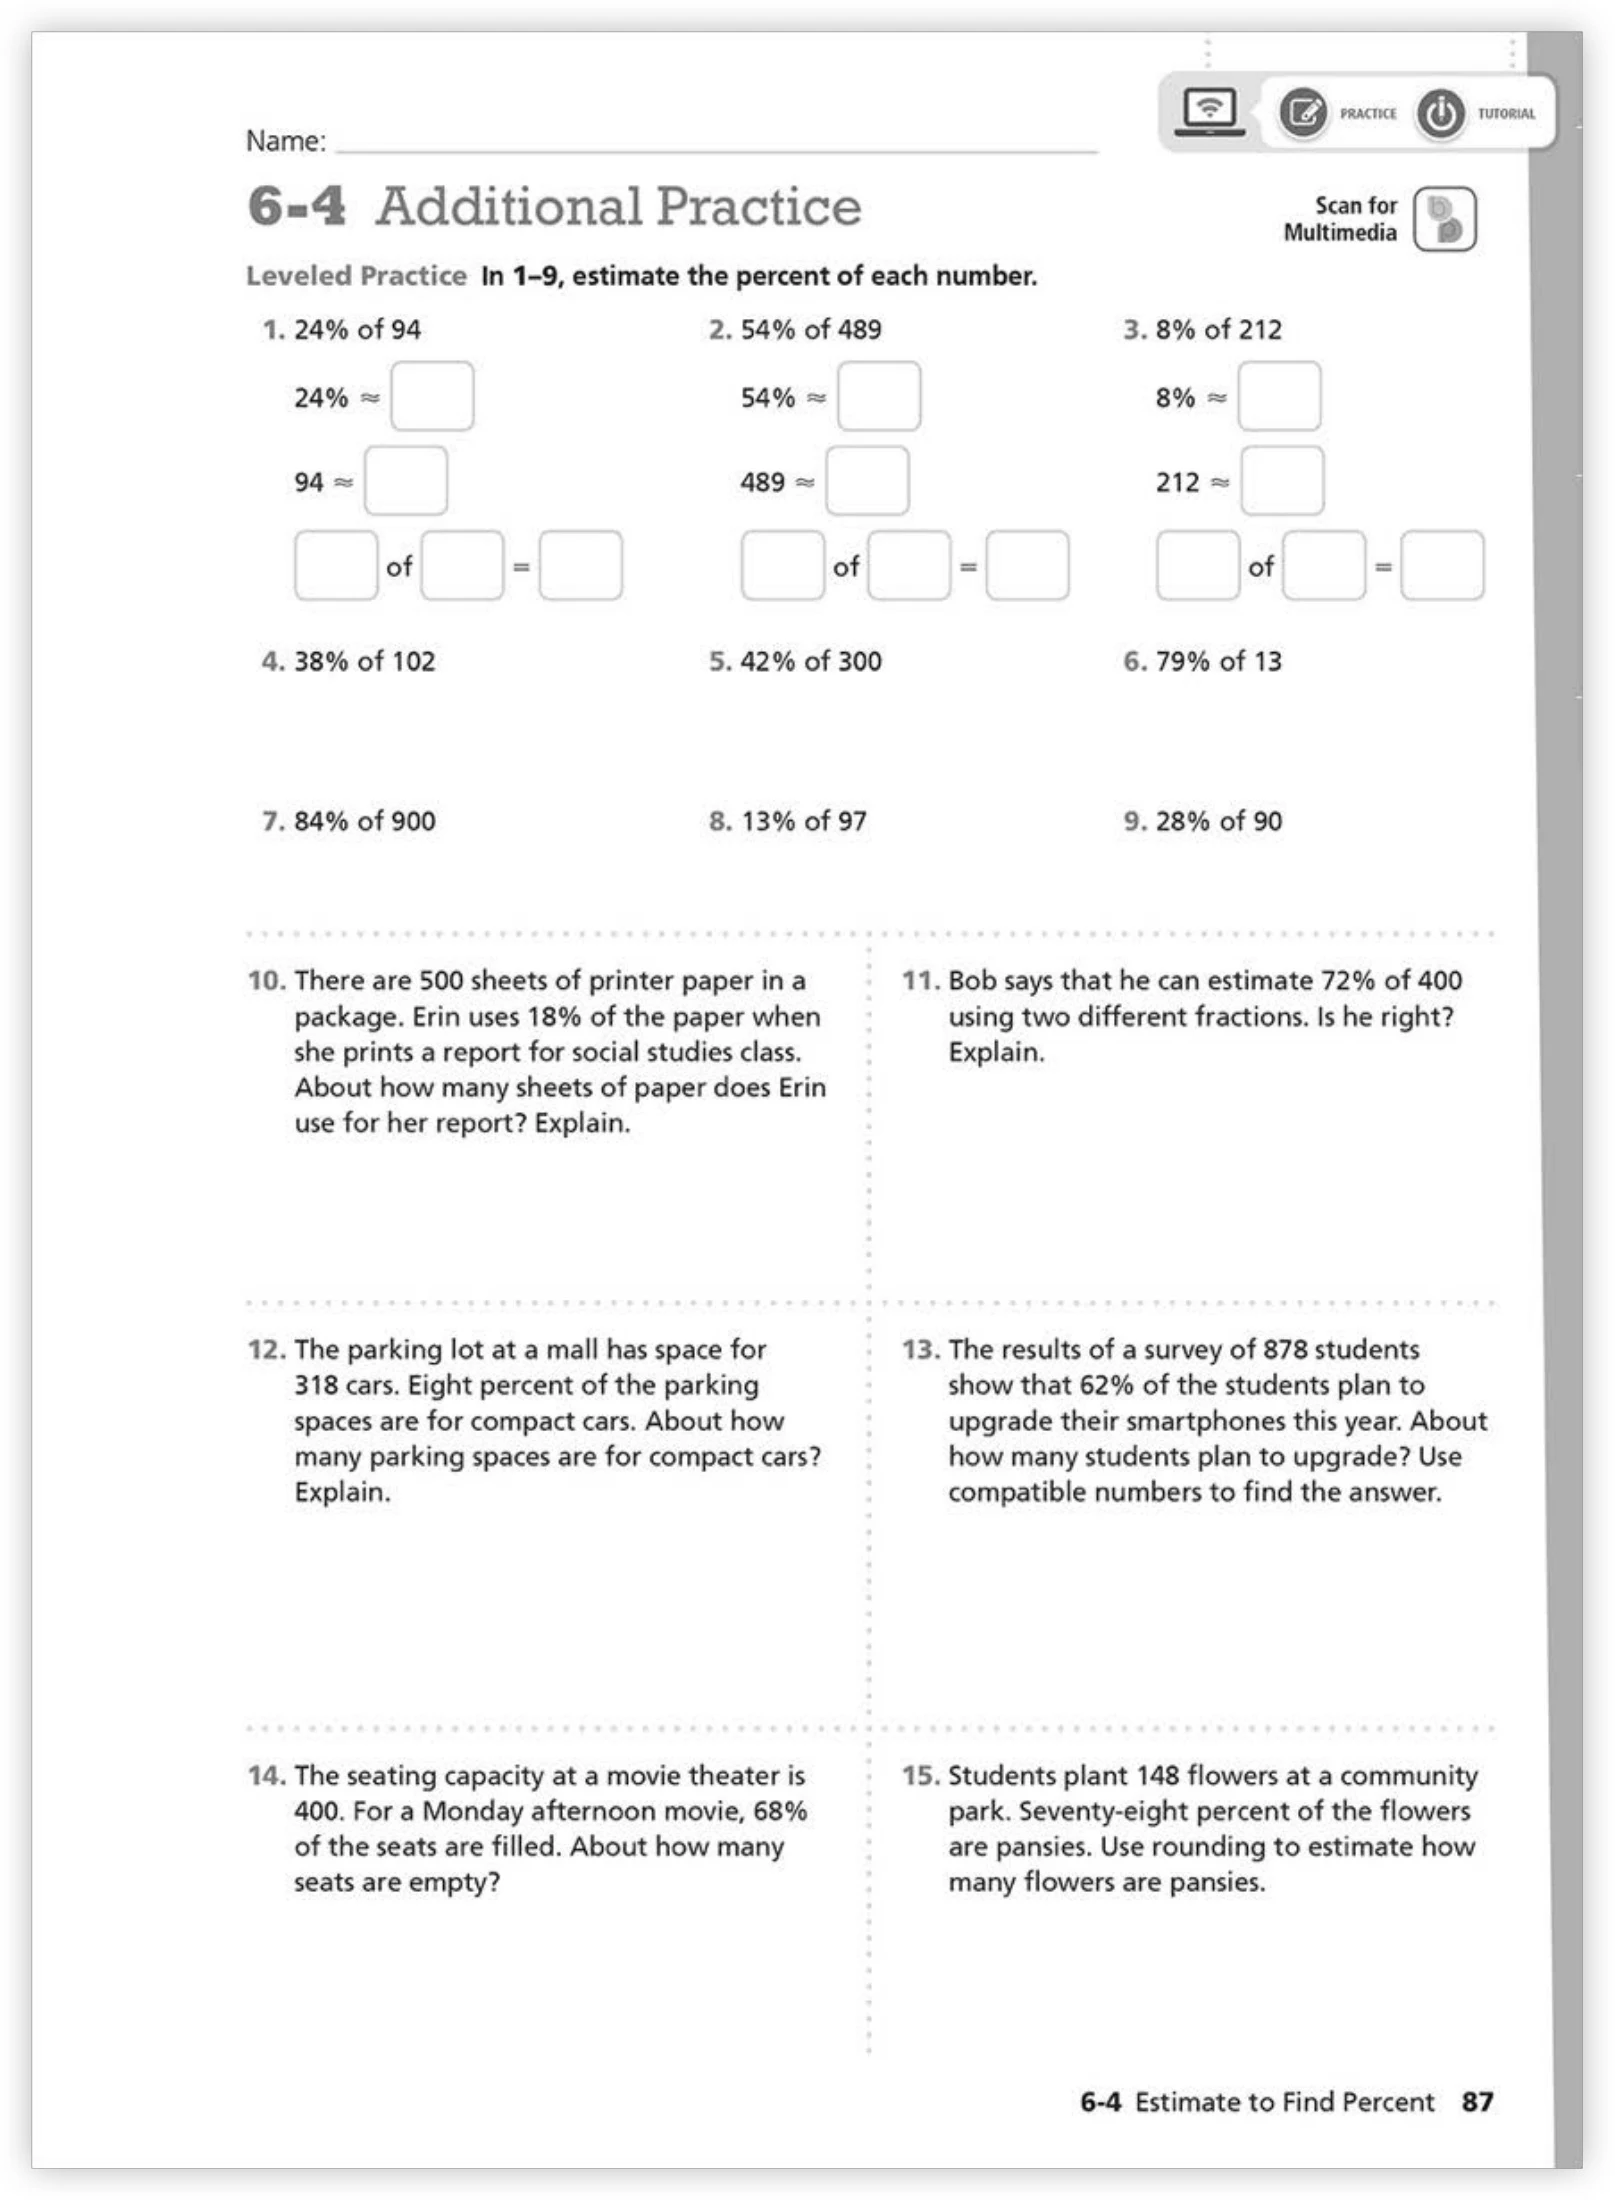 PRACTICE TUTORIAL
Name:
6-4 Additional Practice
Scan for
Multimedia
Leveled Practice In 1–9, estimate the percent of each number.
1. 24% of 94
24% ≈
94 ≈
of =
2. 54% of 489
54% ≈
489 ≈
of =
3. 8% of 212
8% ≈
212 ≈
of =
4. 38% of 102
5. 42% of 300
6. 79% of 13
7. 84% of 900
8. 13% of 97
9. 28% of 90
10. There are 500 sheets of printer paper in a
package. Erin uses 18% of the paper when
she prints a report for social studies class.
About how many sheets of paper does Erin
use for her report? Explain.
11. Bob says that he can estimate 72% of 400
using two different fractions. Is he right?
Explain.
12. The parking lot at a mall has space for
318 cars. Eight percent of the parking
spaces are for compact cars. About how
many parking spaces are for compact cars?
Explain.
13. The results of a survey of 878 students
show that 62% of the students plan to
upgrade their smartphones this year. About
how many students plan to upgrade? Use
compatible numbers to find the answer.
14. The seating capacity at a movie theater is
400. For a Monday afternoon movie, 68%
of the seats are filled. About how many
seats are empty?
15. Students plant 148 flowers at a community
park. Seventy-eight percent of the flowers
are pansies. Use rounding to estimate how
many flowers are pansies.
6-4 Estimate to Find Percent 87